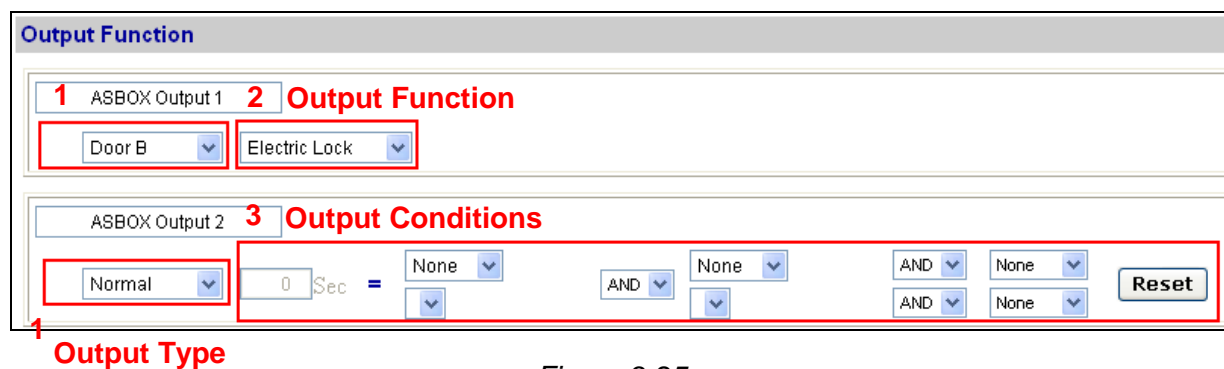 Output Function
1 ASBOX Output 1 2 Output Function
Door B Electric Lock
ASBOX Output 2 3 Output Conditions
Normal 0 Sec = None AND None AND None Reset
AND None
1
Output Type